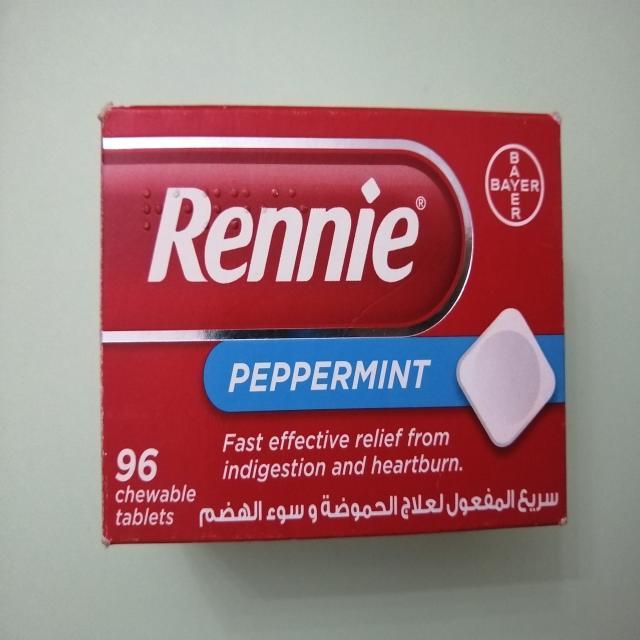 Rennie®
BAYER
BAYER
PEPPERMINT
Fast effective relief from
indigestion and heartburn.
96
chewable
tablets
سريع المفعول لعلاج الحموضة و سوء الهضم